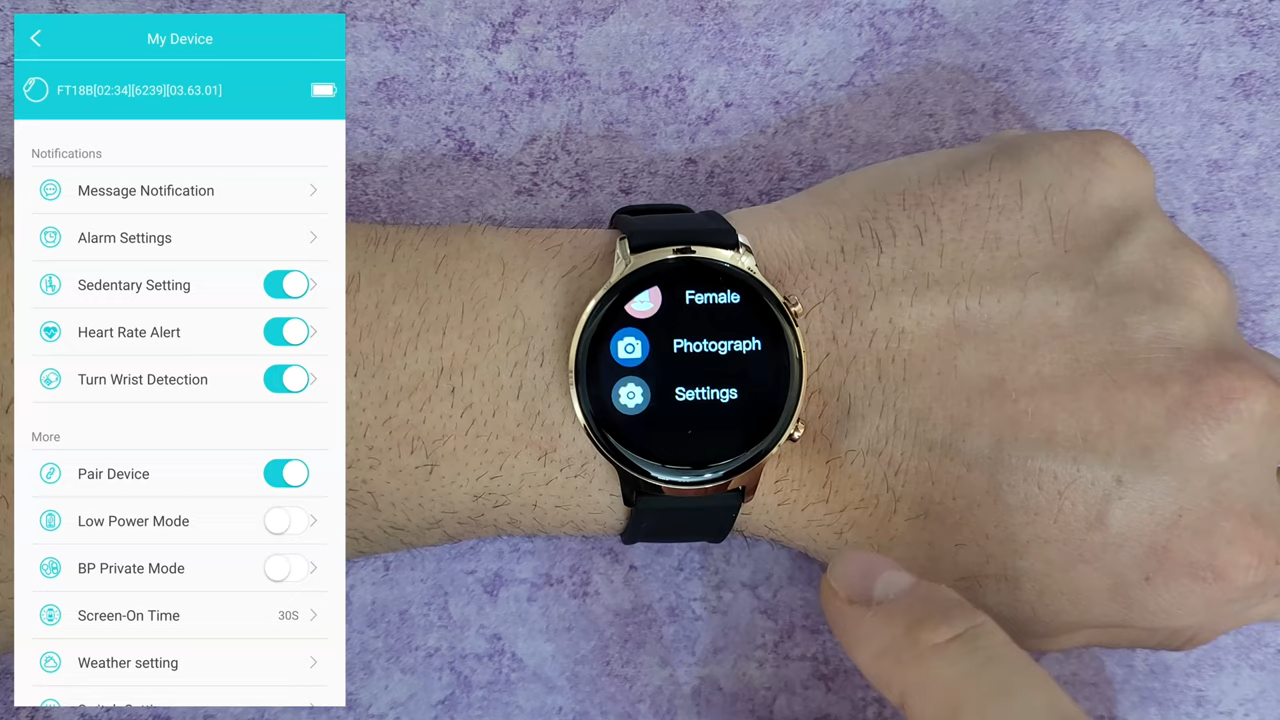 My Device
FT18B[02:34][6239][03.63.01]
Notifications
Message Notification
Alarm Settings
Sedentary Setting
Heart Rate Alert
Turn Wrist Detection
More
Pair Device
Low Power Mode
BP Private Mode
Screen-On Time 30S
Weather setting
Female
Photograph
Settings